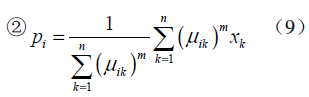 ② p_i = \frac{1}{\sum_{k=1}^{n} (\mu_{ik})^m} \sum_{k=1}^{n} (\mu_{ik})^m x_k （9）